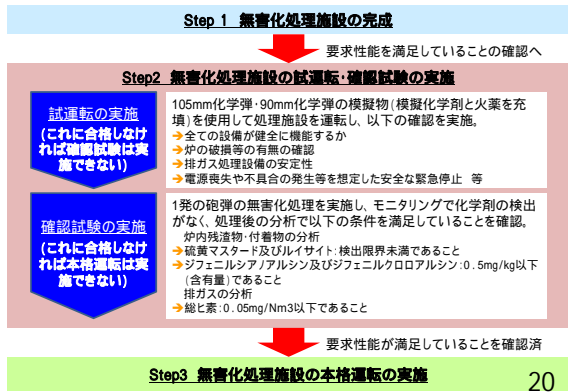 Step 1 無害化処理施設の完成
要求性能を満足していることの確認へ
Step2 無害化処理施設の試運転･確認試験の実施
試運転の実施
(これに合格しなけ
れば確認試験は実
施できない)
105mm化学弾･90mm化学弾の模擬物(模擬化学剤と火薬を充
填)を使用して処理施設を運転し、以下の確認を実施。
➔全ての設備が健全に機能するか
➔炉の破損等の有無の確認
➔排ガス処理設備の安定性
➔電源喪失や不具合の発生等を想定した安全な緊急停止 等
確認試験の実施
(これに合格しなけ
れば本格運転は実
施できない)
1発の砲弾の無害化処理を実施し、モニタリングで化学剤の検出
がなく、処理後の分析で以下の条件を満足していることを確認。
炉内残渣物･付着物の分析
➔硫黄マスタード及びルイサイト:検出限界未満であること
➔ジフェニルシアノアルシン及びジフェニルクロロアルシン:0.5mg/kg以下
(含有量)であること
排ガスの分析
➔総ヒ素:0.05mg/Nm3以下であること
要求性能が満足していることを確認済
Step3 無害化処理施設の本格運転の実施
20